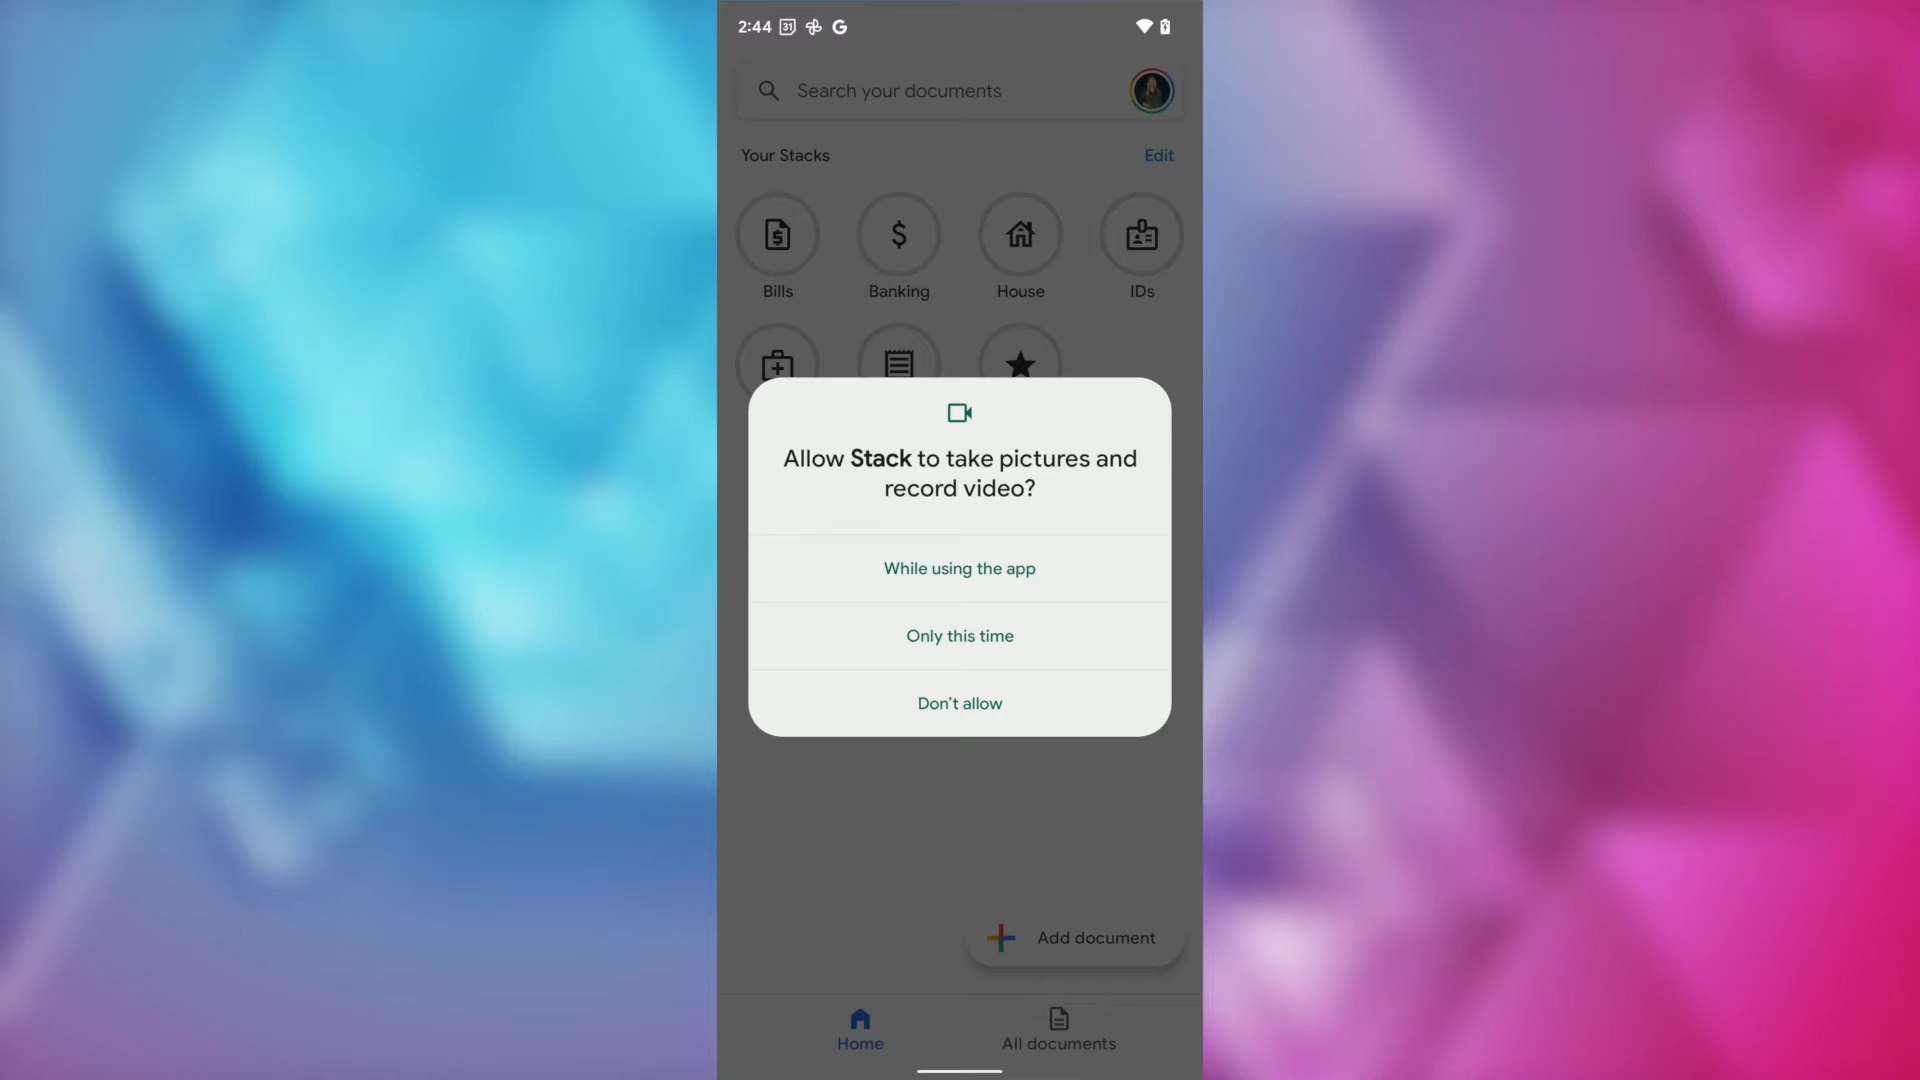 2:44 31 G
Search your documents
Your Stacks Edit
Bills Banking House IDs
Allow Stack to take pictures and
record video?
While using the app
Only this time
Don't allow
Add document
Home All documents